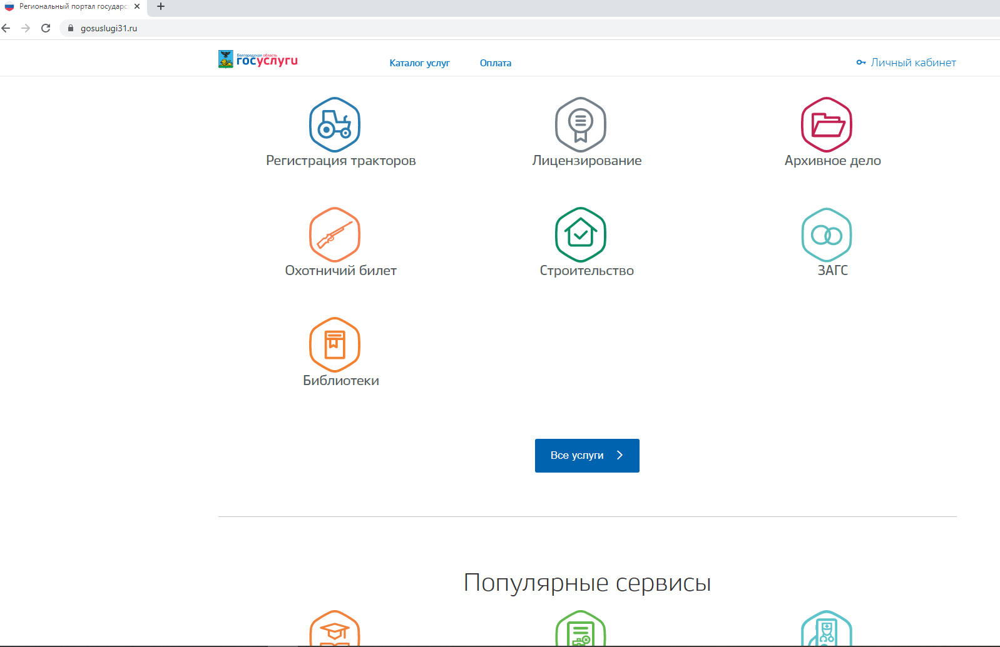 Региональный портал государс
gosuslugi31.ru
Белгородская область
госуслуги
Каталог услуг
Оплата
Личный кабинет
Регистрация тракторов
Лицензирование
Архивное дело
Охотничий билет
Строительство
ЗАГС
Библиотеки
Все услуги
Популярные сервисы